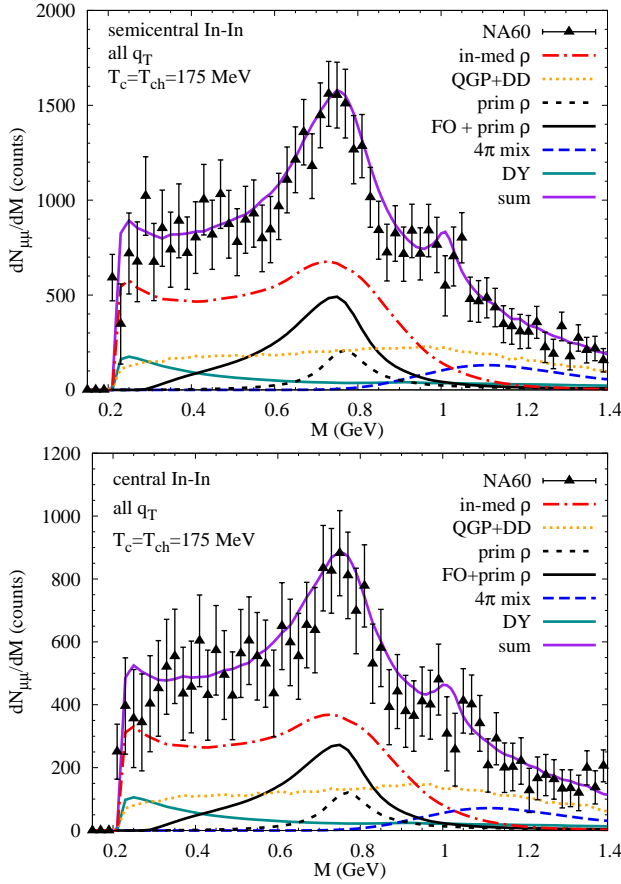 2000
1500
1000
500
0
dN_μμ/dM (counts)
semicentral In-In
all q_T
T_c=T_ch=175 MeV
NA60
in-med ρ
QGP+DD
prim ρ
FO + prim ρ
4π mix
DY
sum
0.2 0.4 0.6 0.8 1 1.2 1.4
M (GeV)
1200
1000
800
600
400
200
0
dN_μμ/dM (counts)
central In-In
all q_T
T_c=T_ch=175 MeV
NA60
in-med ρ
QGP+DD
prim ρ
FO+prim ρ
4π mix
DY
sum
0.2 0.4 0.6 0.8 1 1.2 1.4
M (GeV)